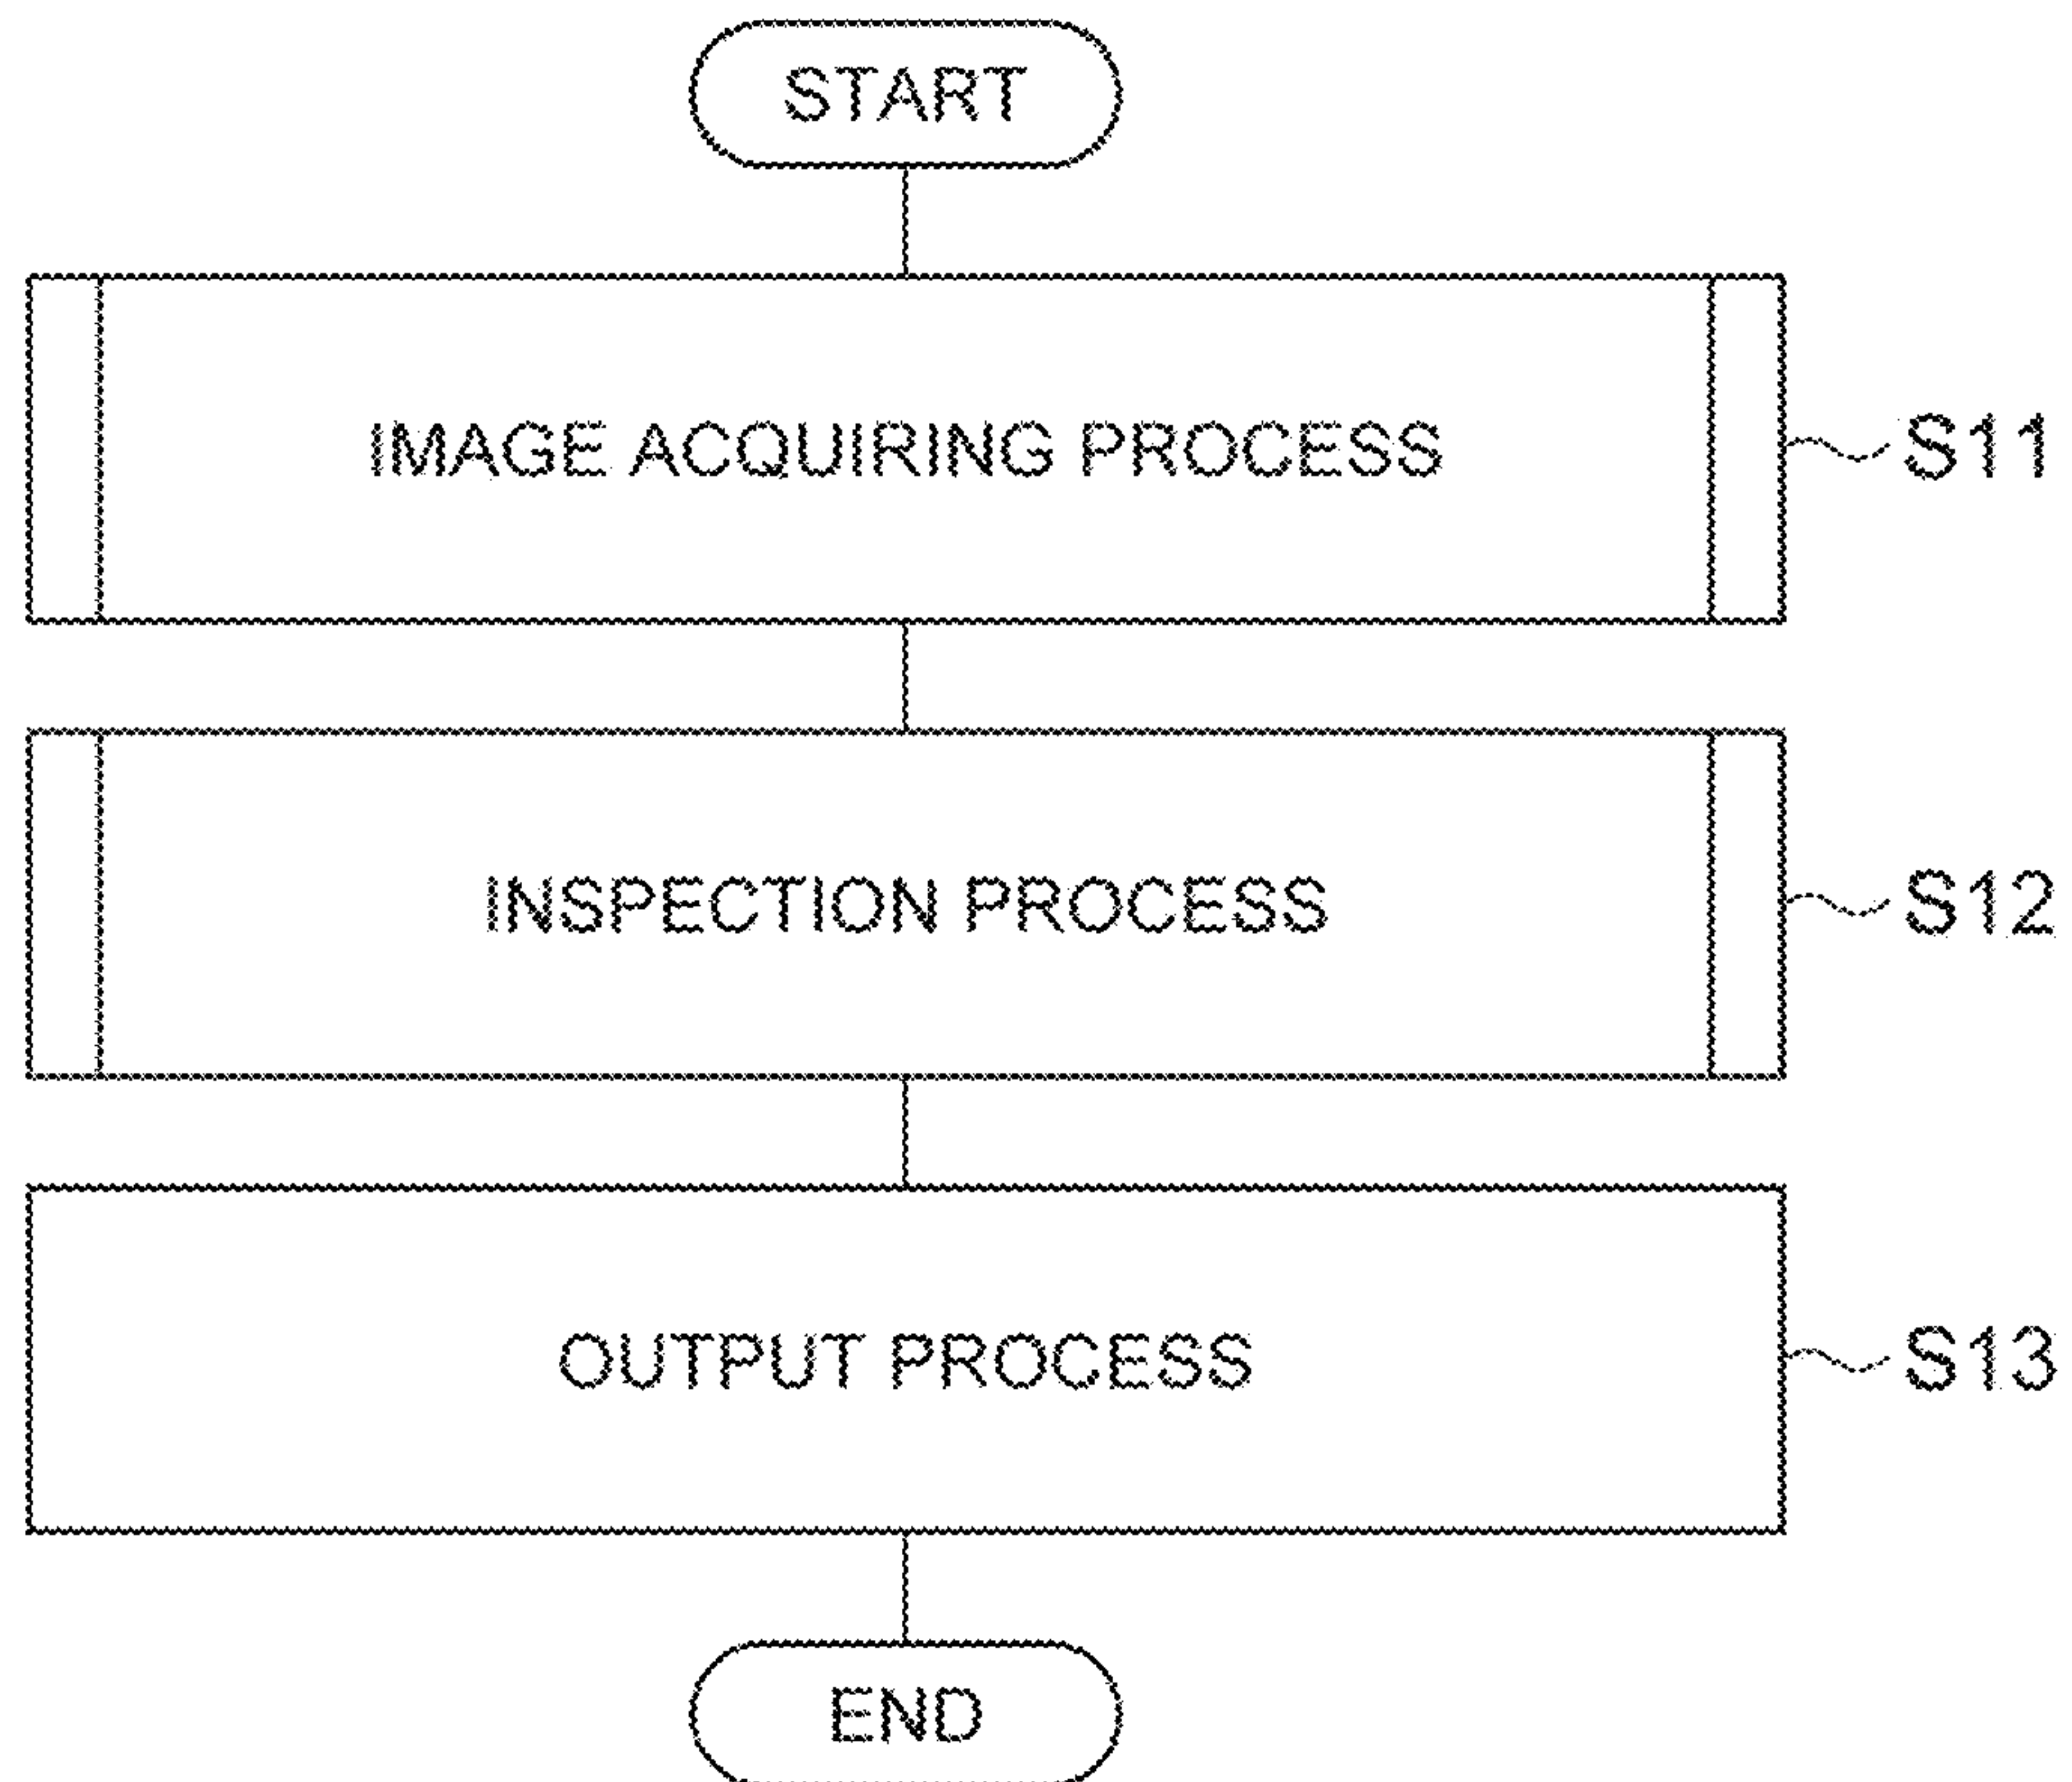 START
IMAGE ACQUIRING PROCESS
S11
INSPECTION PROCESS
S12
OUTPUT PROCESS
S13
END